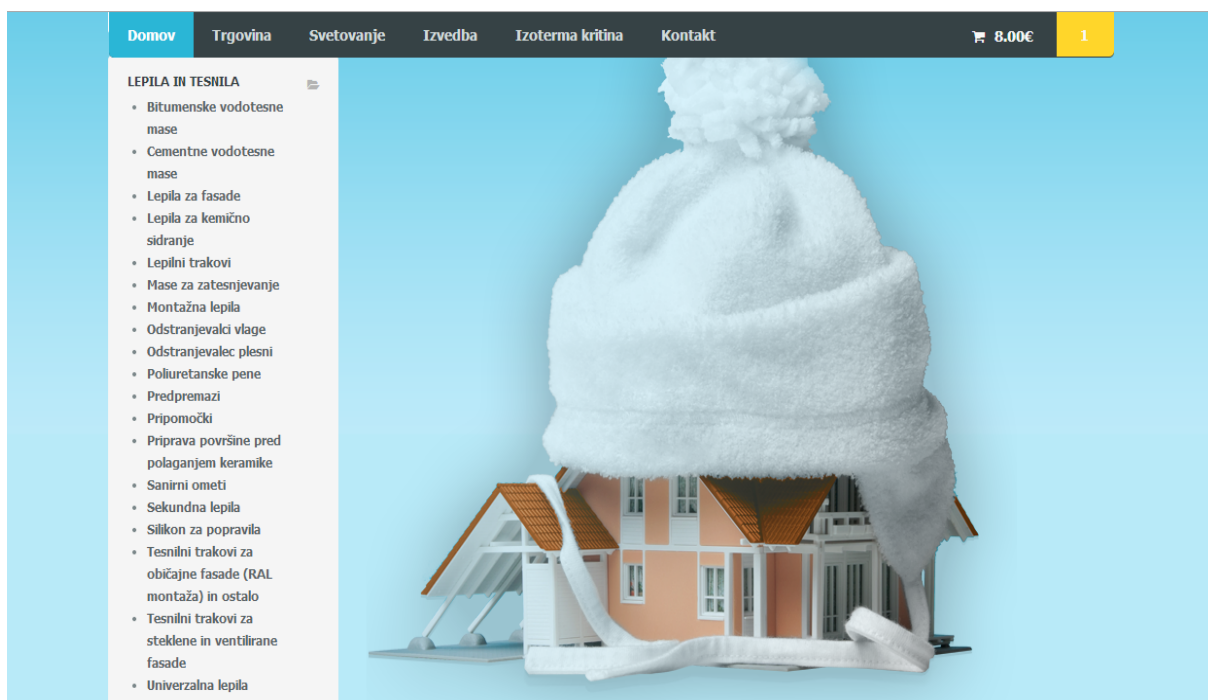 Domov Trgovina Svetovanje Izvedba Izoterma kritina Kontakt 8.00€ 1
LEPILA IN TESNILA
Bitumenske vodotesne
mase
Cementne vodotesne
mase
Lepila za fasade
Lepila za kemično
sidranje
Lepilni trakovi
Mase za zatesnjevanje
Montažna lepila
Odstranjevalci vlage
Odstranjevalec plesni
Poliuretanske pene
Predpremazi
Pripomočki
Priprava površine pred
polaganjem keramike
Sanirni ometi
Sekundna lepila
Silikon za popravila
Tesnilni trakovi za
običajne fasade (RAL
montaža) in ostalo
Tesnilni trakovi za
steklene in ventilirane
fasade
Univerzalna lepila